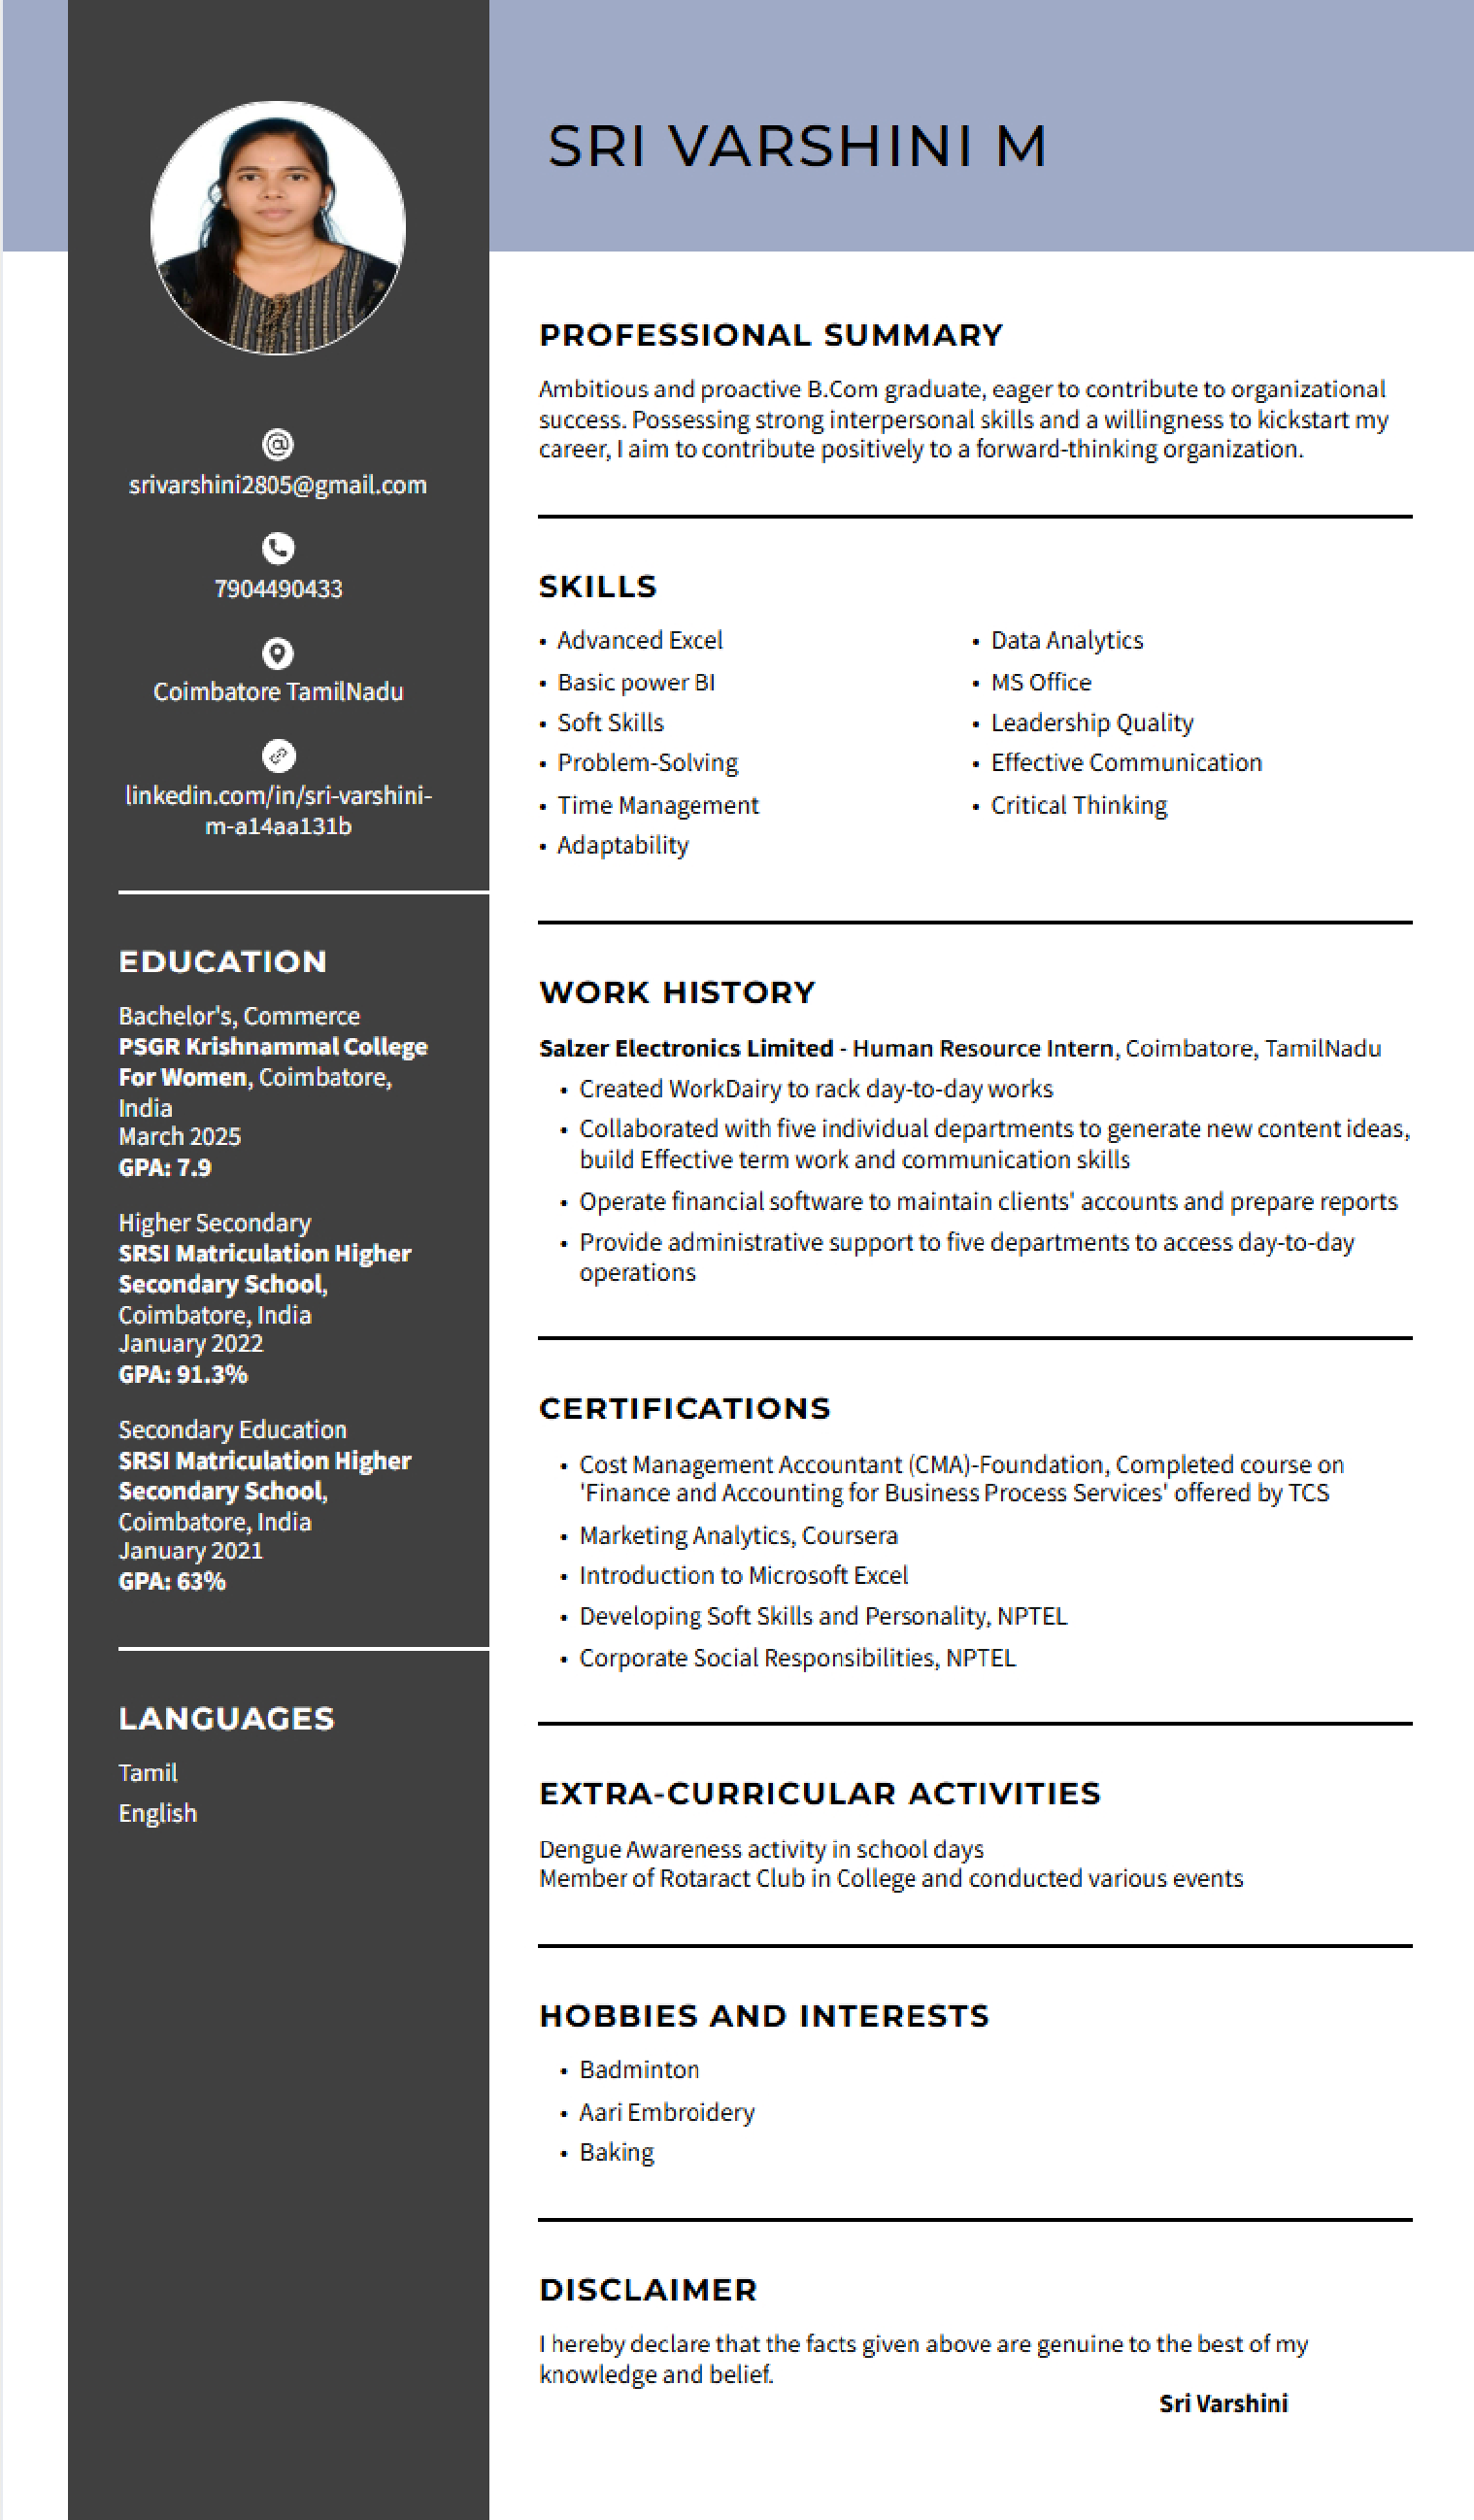 SRI VARSHINI M
srivarshini2805@gmail.com
7904490433
Coimbatore TamilNadu
linkedin.com/in/sri-varshini-
m-a14aa131b
EDUCATION
Bachelor's, Commerce
PSGR Krishnammal College
For Women, Coimbatore,
India
March 2025
GPA: 7.9
Higher Secondary
SRSI Matriculation Higher
Secondary School,
Coimbatore, India
January 2022
GPA: 91.3%
Secondary Education
SRSI Matriculation Higher
Secondary School,
Coimbatore, India
January 2021
GPA: 63%
LANGUAGES
Tamil
English
PROFESSIONAL SUMMARY
Ambitious and proactive B.Com graduate, eager to contribute to organizational
success. Possessing strong interpersonal skills and a willingness to kickstart my
career, I aim to contribute positively to a forward-thinking organization.
SKILLS
• Advanced Excel
• Basic power BI
• Soft Skills
• Problem-Solving
• Time Management
• Adaptability
• Data Analytics
• MS Office
• Leadership Quality
• Effective Communication
• Critical Thinking
WORK HISTORY
Salzer Electronics Limited - Human Resource Intern, Coimbatore, TamilNadu
• Created WorkDairy to rack day-to-day works
• Collaborated with five individual departments to generate new content ideas,
build Effective term work and communication skills
• Operate financial software to maintain clients' accounts and prepare reports
• Provide administrative support to five departments to access day-to-day
operations
CERTIFICATIONS
• Cost Management Accountant (CMA)-Foundation, Completed course on
'Finance and Accounting for Business Process Services' offered by TCS
• Marketing Analytics, Coursera
• Introduction to Microsoft Excel
• Developing Soft Skills and Personality, NPTEL
• Corporate Social Responsibilities, NPTEL
EXTRA-CURRICULAR ACTIVITIES
Dengue Awareness activity in school days
Member of Rotaract Club in College and conducted various events
HOBBIES AND INTERESTS
• Badminton
• Aari Embroidery
• Baking
DISCLAIMER
I hereby declare that the facts given above are genuine to the best of my
knowledge and belief.
Sri Varshini